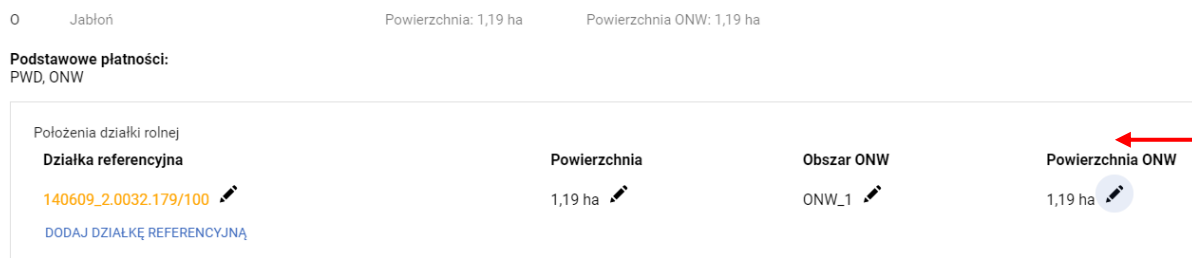 O Jabłoń Powierzchnia: 1,19 ha Powierzchnia ONW: 1,19 ha
Podstawowe płatności:
PWD, ONW
Położenia działki rolnej
Działka referencyjna Powierzchnia Obszar ONW Powierzchnia ONW
140609_2.0032.179/100 1,19 ha ONW_1 1,19 ha
DODAJ DZIAŁKĘ REFERENCYJNĄ